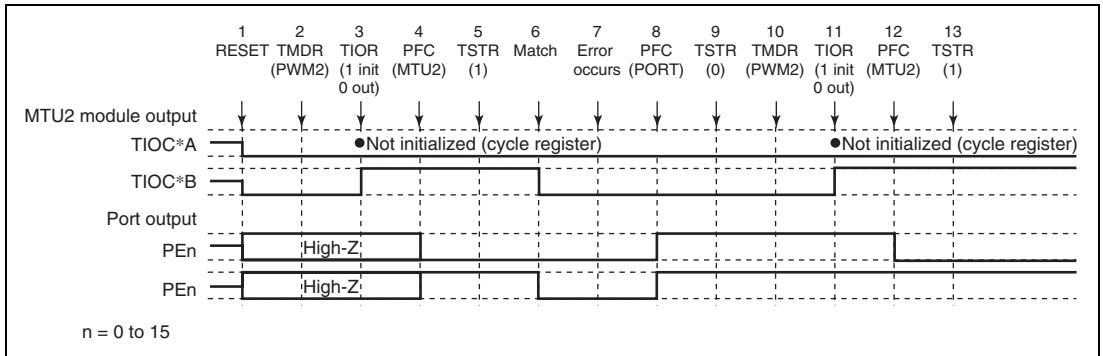 1 2 3 4 5 6 7 8 9 10 11 12 13
RESET TMDR TIOR PFC TSTR Match Error PFC TSTR TMDR TIOR PFC TSTR
(PWM2) (1 init (MTU2) (1) occurs (PORT) (0) (PWM2) (1 init (MTU2) (1)
0 out) 0 out)
MTU2 module output
TIOC*A ●Not initialized (cycle register) ●Not initialized (cycle register)
TIOC*B
Port output
PEn High-Z
PEn High-Z
n = 0 to 15